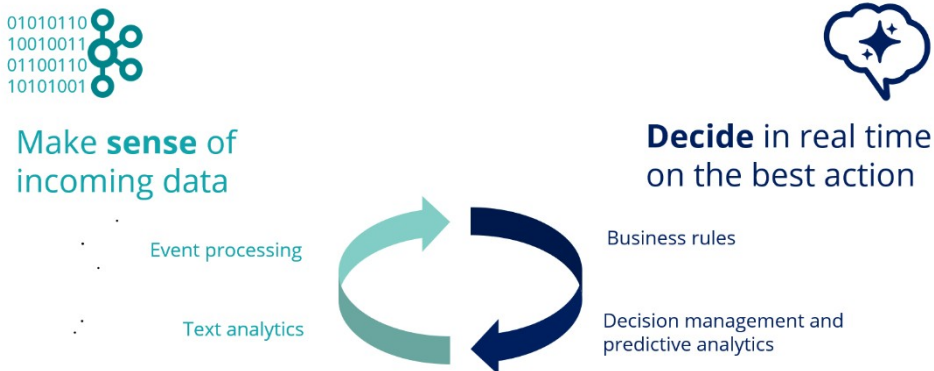 01010110
10010011
01100110
10101001
Make sense of
incoming data
Event processing
Text analytics
Decide in real time
on the best action
Business rules
Decision management and
predictive analytics